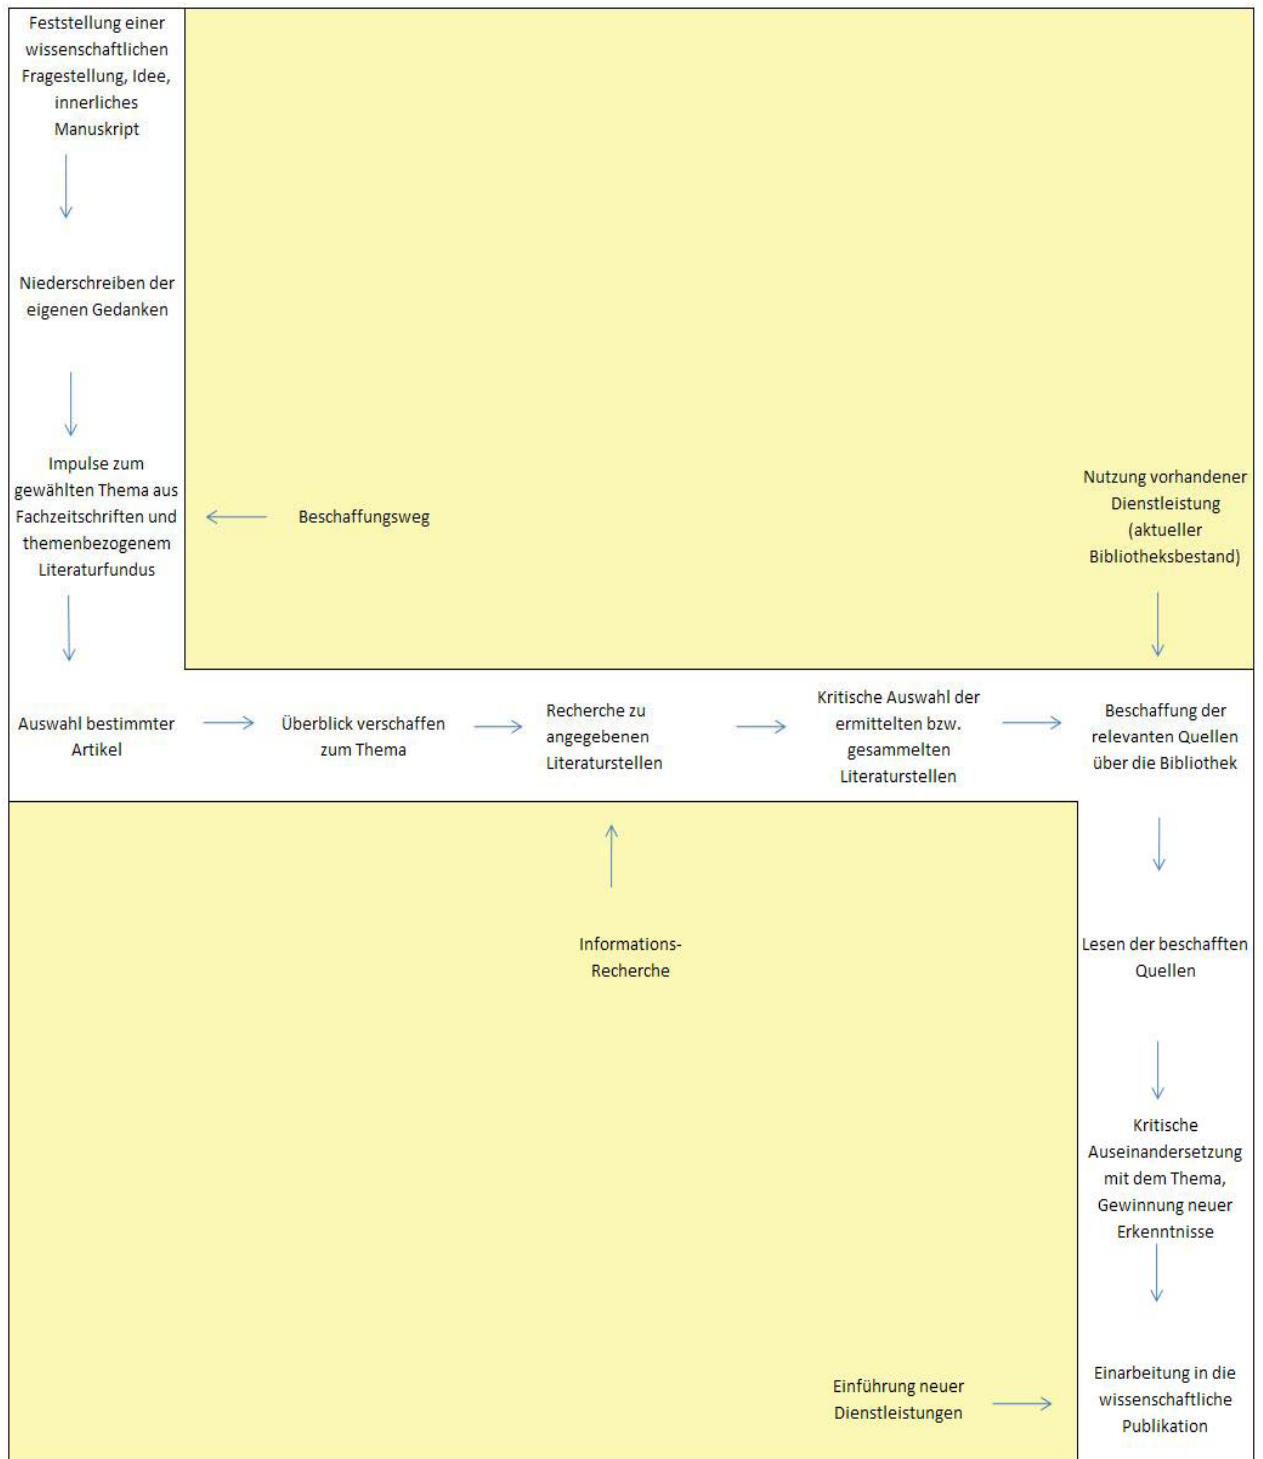 Feststellung einer
wissenschaftlichen
Fragestellung, Idee,
innerliches
Manuskript
Niederschreiben der
eigenen Gedanken
Impulse zum
gewählten Thema aus
Fachzeitschriften und
themenbezogenem
Literaturfundus
Beschaffungsweg
Nutzung vorhandener
Dienstleistung
(aktueller
Bibliotheksbestand)
Auswahl bestimmter
Artikel
Überblick verschaffen
zum Thema
Recherche zu
angegebenen
Literaturstellen
Kritische Auswahl der
ermittelten bzw.
gesammelten
Literaturstellen
Beschaffung der
relevanten Quellen
über die Bibliothek
Informations-
Recherche
Lesen der beschafften
Quellen
Kritische
Auseinandersetzung
mit dem Thema,
Gewinnung neuer
Erkenntnisse
Einführung neuer
Dienstleistungen
Einarbeitung in die
wissenschaftliche
Publikation